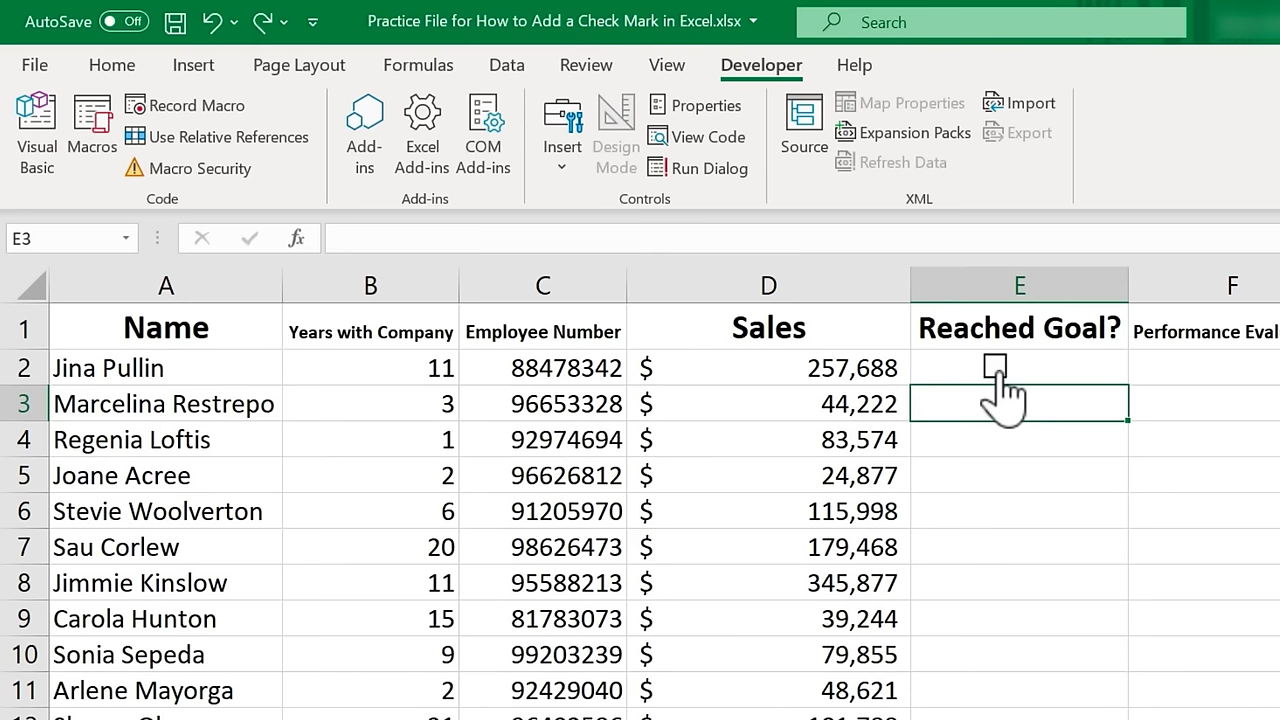 AutoSave Off Practice File for How to Add a Check Mark in Excel.xlsx Search
File Home Insert Page Layout Formulas Data Review View Developer Help
Visual Basic Macros Record Macro Use Relative References Macro Security
Add-ins Excel Add-ins COM Add-ins
Insert Design Mode Properties View Code Run Dialog
Source Map Properties Expansion Packs Refresh Data Import Export
Code Add-ins Controls XML
E3 fx
A B C D E F
1 Name Years with Company Employee Number Sales Reached Goal? Performance Eval
2 Jina Pullin 11 88478342 $ 257,688
3 Marcelina Restrepo 3 96653328 $ 44,222
4 Regenia Loftis 1 92974694 $ 83,574
5 Joane Acree 2 96626812 $ 24,877
6 Stevie Woolverton 6 91205970 $ 115,998
7 Sau Corlew 20 98626473 $ 179,468
8 Jimmie Kinslow 11 95588213 $ 345,877
9 Carola Hunton 15 81783073 $ 39,244
10 Sonia Sepeda 9 99203239 $ 79,855
11 Arlene Mayorga 2 92429040 $ 48,621